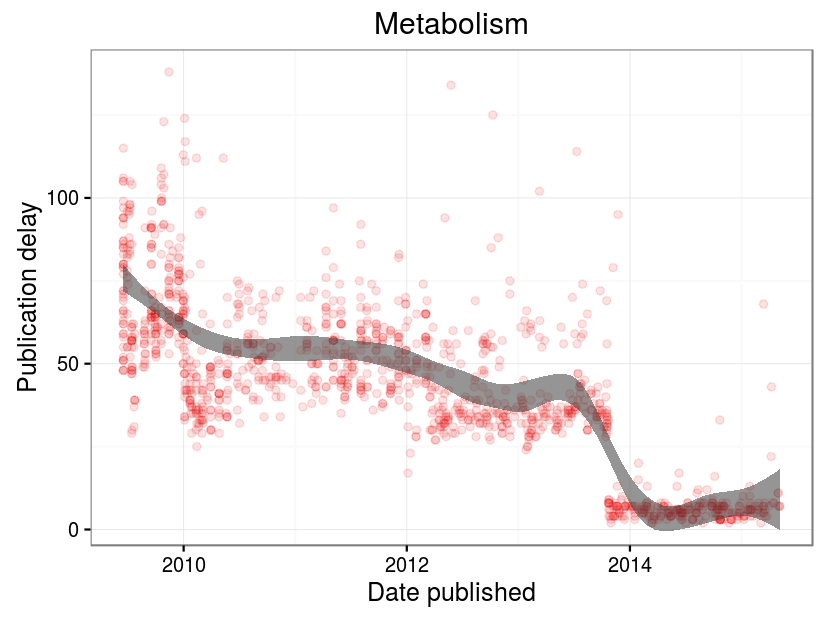 Metabolism
Publication delay
100
50
0
2010 2012 2014
Date published